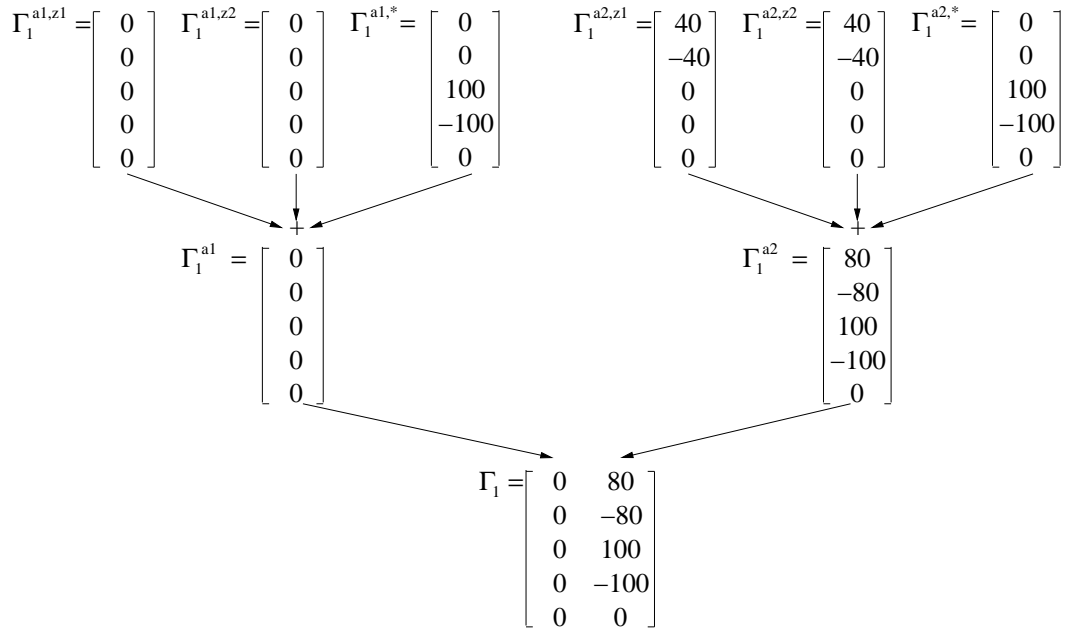 Γ₁^{a1,z1} = [ 0 Γ₁^{a1,z2} = [ 0 Γ₁^{a1,*} = [ 0 Γ₁^{a2,z1} = [ 40 Γ₁^{a2,z2} = [ 40 Γ₁^{a2,*} = [ 0
0 0 0 –40 –40 0
0 0 100 0 0 100
0 0 –100 0 0 –100
0 ] 0 ] 0 ] 0 ] 0 ] 0 ]
+ +
Γ₁^{a1} = [ 0 Γ₁^{a2} = [ 80
0 –80
0 100
0 –100
0 ] 0 ]
Γ₁ = [ 0 80
0 –80
0 100
0 –100
0 0 ]